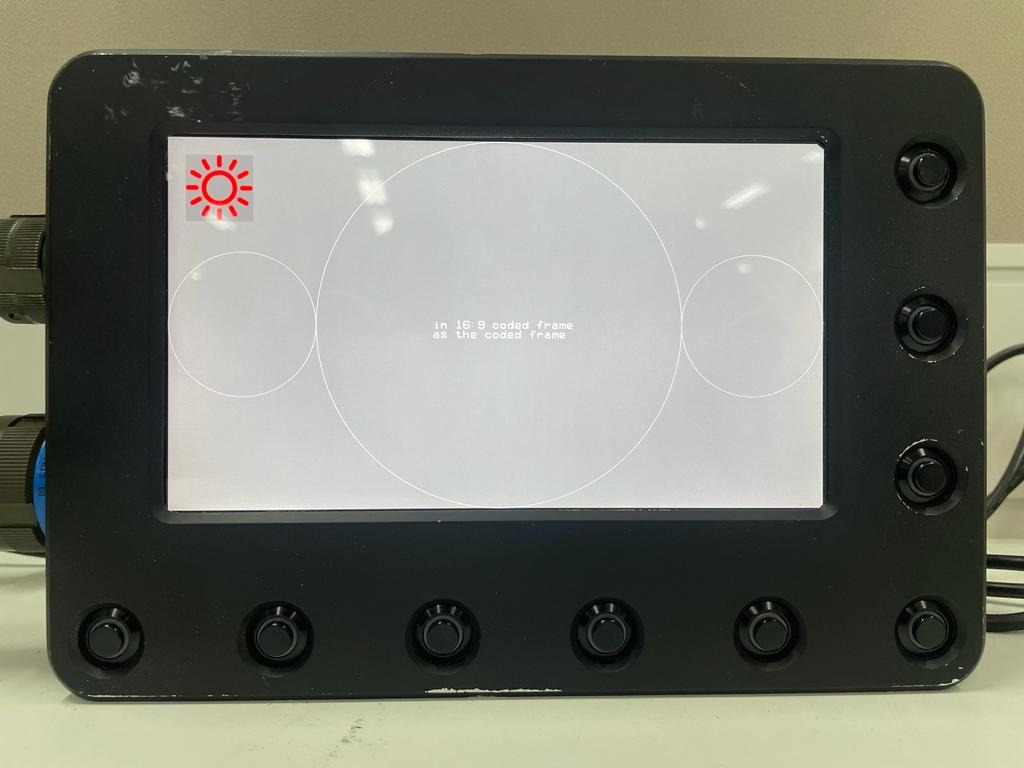 in 16:9 coded frame
as the coded frame